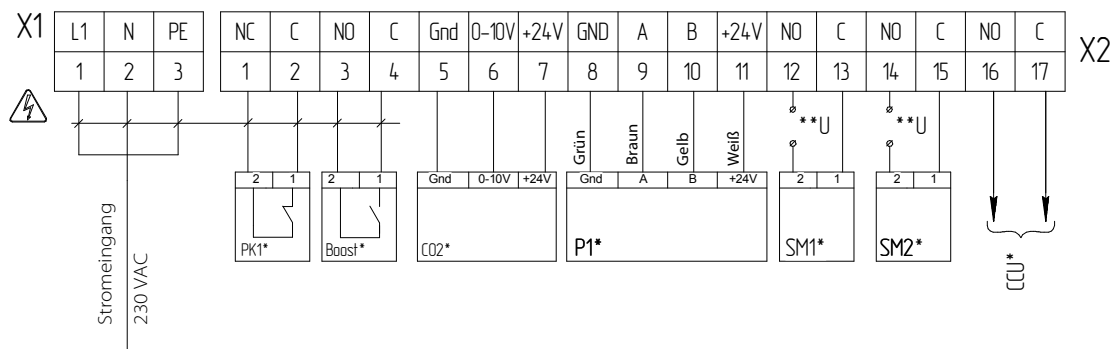 X1 L1 N PE NC C NO C Gnd 0-10V +24V GND A B +24V NO C NO C NO C X2
1 2 3 1 2 3 4 5 6 7 8 9 10 11 12 13 14 15 16 17
**U **U
Grün Braun Gelb Weiß
2 1 2 1 Gnd 0-10V +24V Gnd A B +24V 2 1 2 1
PK1* Boost* CO2* P1* SM1* SM2*
CCU*
Stromeingang
230 VAC